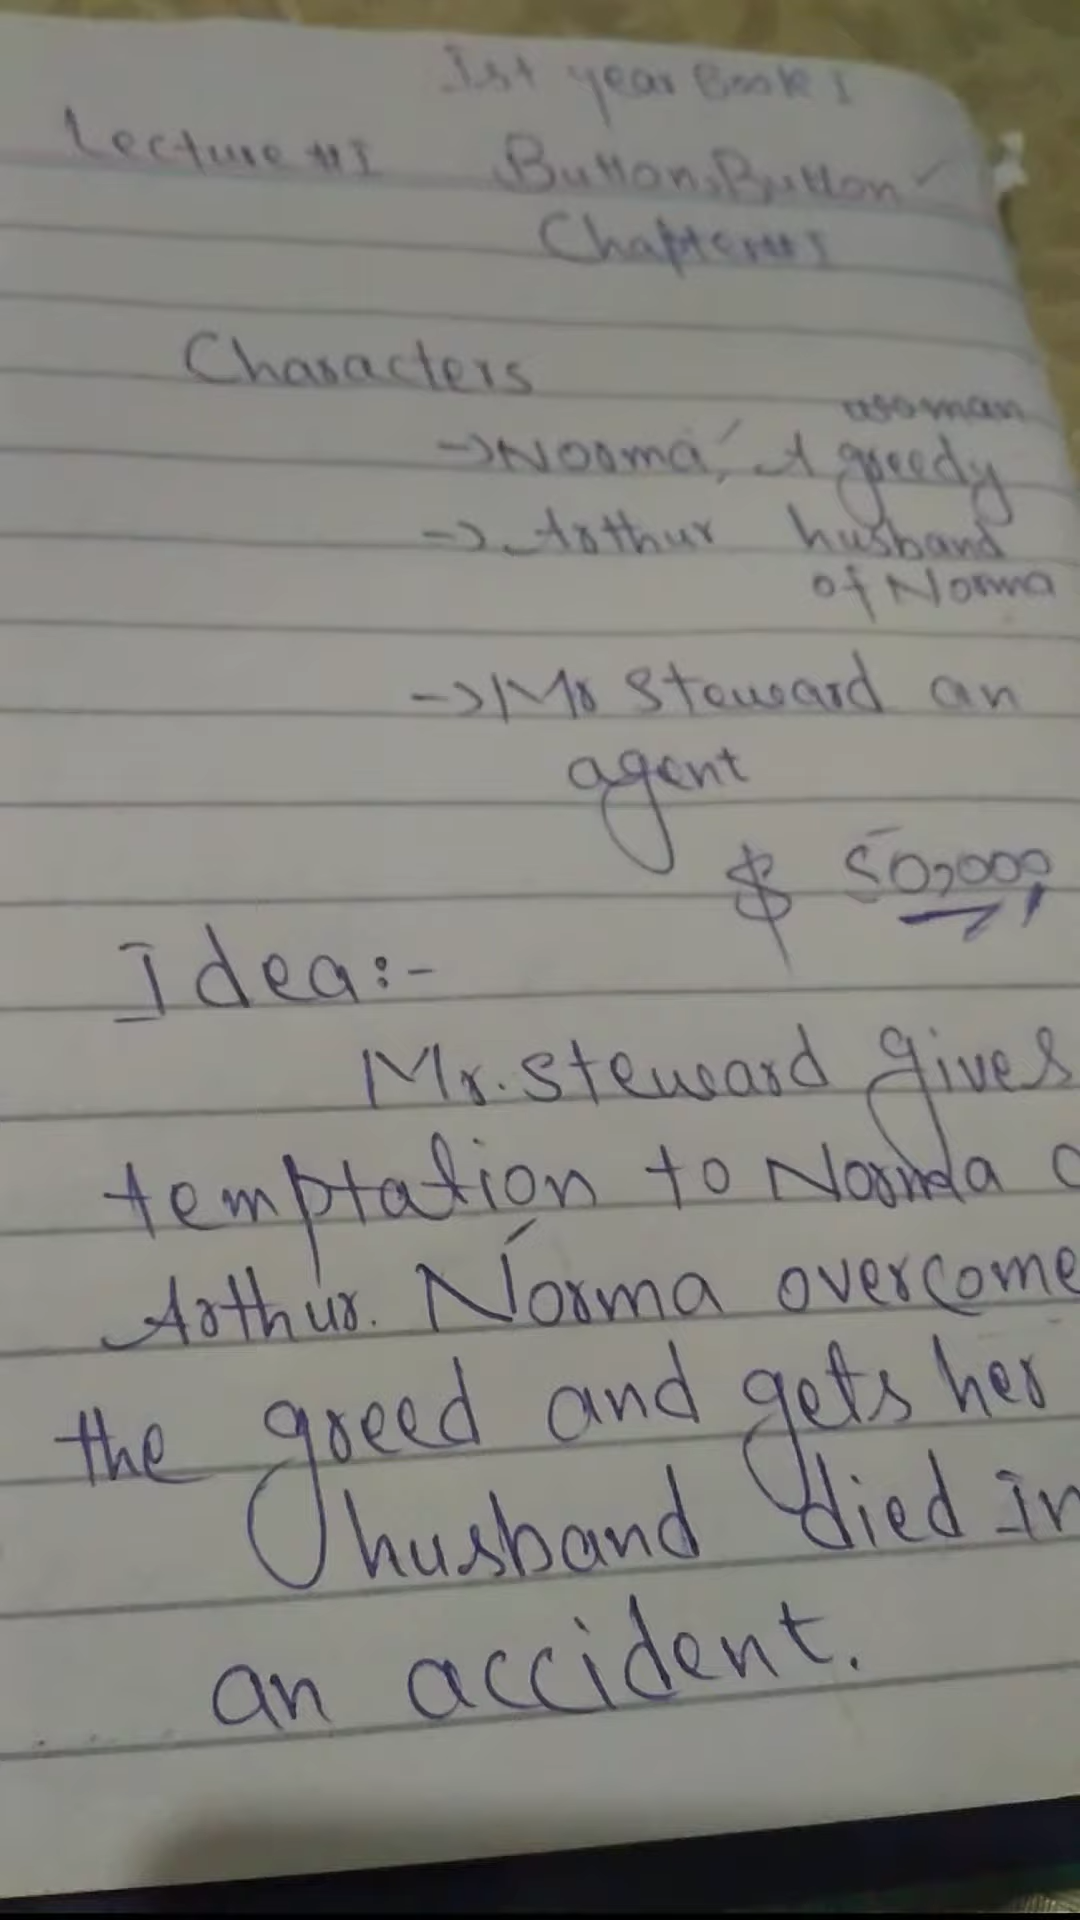 1st year Book I
Lecture #1 Button, Button
Chapter #1
Characters
woman
→ Norma, A greedy
→ Arthur husband
of Norma
→ Mr Steward an
agent
$ 50,000
Idea:-
Mr. Steward gives
temptation to Norma
Arthur. Norma overcome
the greed and gets her
husband died in
an accident.